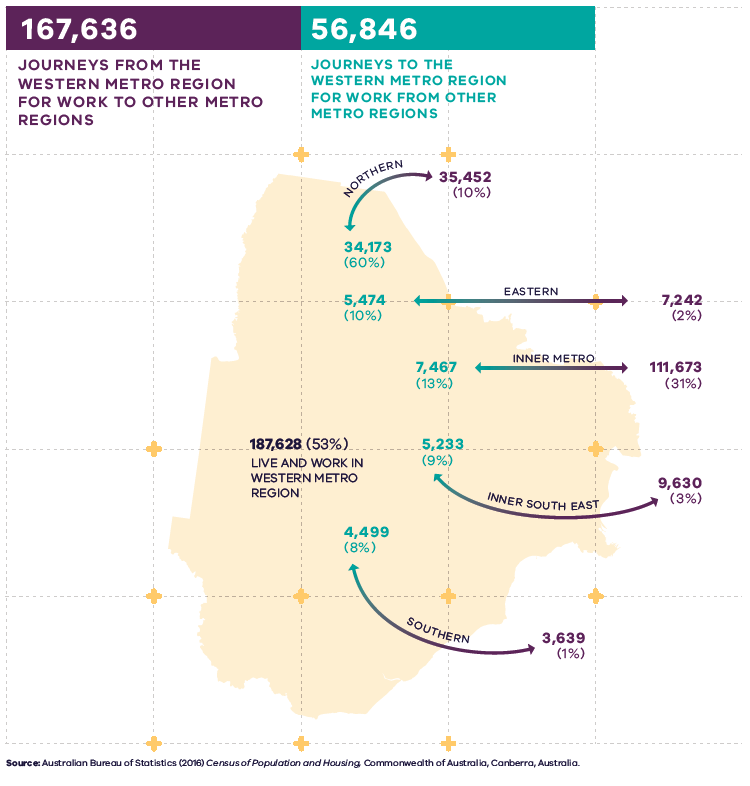 167,636
JOURNEYS FROM THE
WESTERN METRO REGION
FOR WORK TO OTHER METRO
REGIONS
56,846
JOURNEYS TO THE
WESTERN METRO REGION
FOR WORK FROM OTHER
METRO REGIONS
NORTHERN
35,452
(10%)
34,173
(60%)
5,474
(10%)
EASTERN
7,242
(2%)
7,467
(13%)
INNER METRO
111,673
(31%)
187,628 (53%)
LIVE AND WORK IN
WESTERN METRO
REGION
5,233
(9%)
INNER SOUTH EAST
9,630
(3%)
4,499
(8%)
SOUTHERN
3,639
(1%)
Source: Australian Bureau of Statistics (2016) Census of Population and Housing, Commonwealth of Australia, Canberra, Australia.